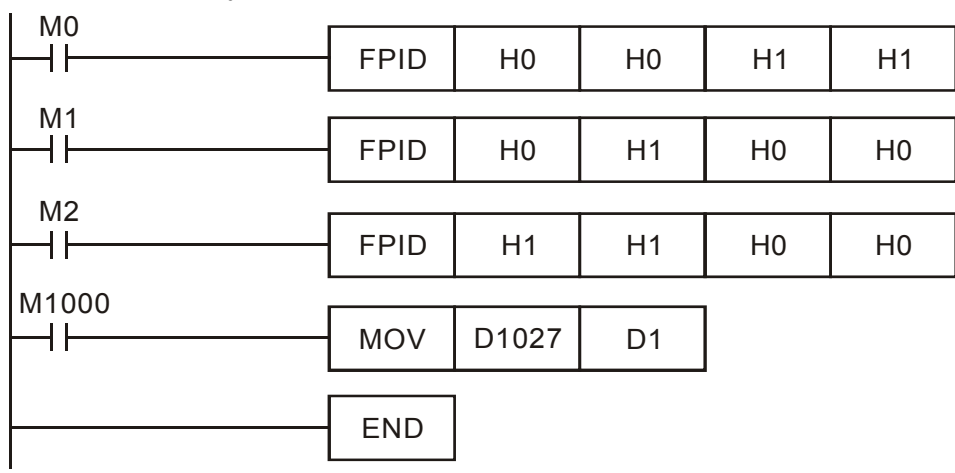 M0
FPID H0 H0 H1 H1
M1
FPID H0 H1 H0 H0
M2
FPID H1 H1 H0 H0
M1000
MOV D1027 D1
END